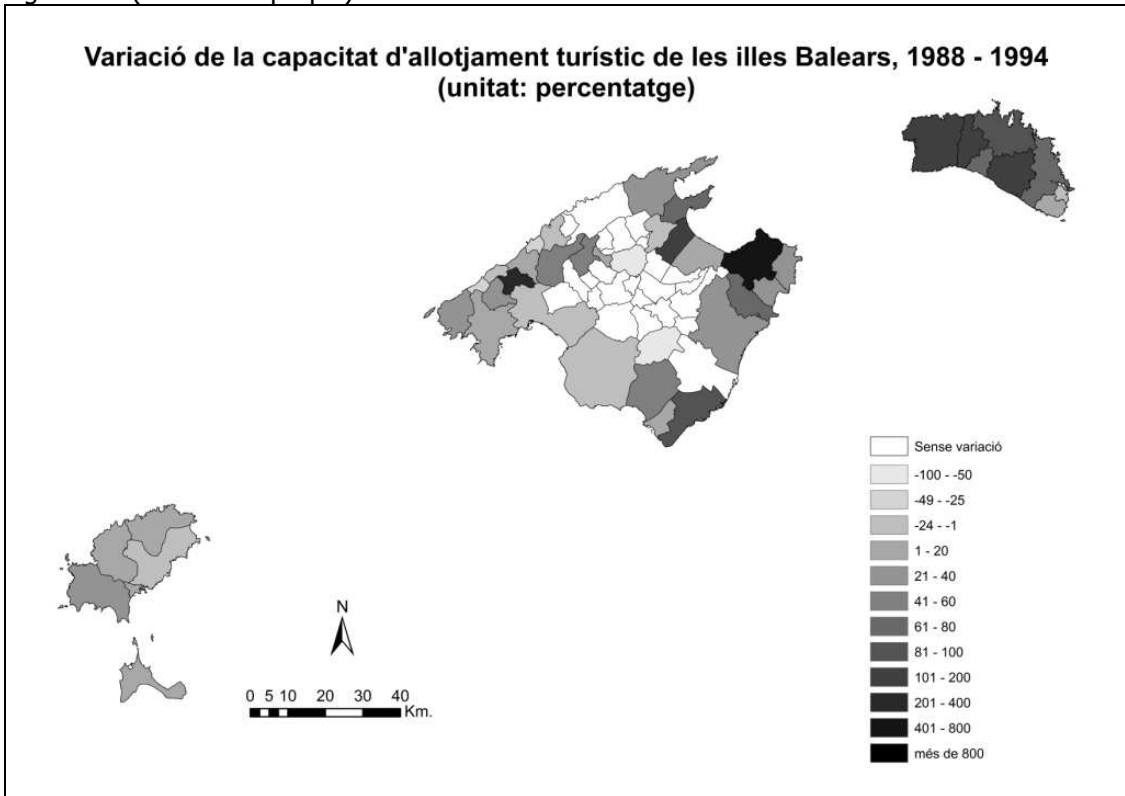 Variació de la capacitat d'allotjament turístic de les illes Balears, 1988 - 1994
(unitat: percentatge)
Sense variació
-100 - -50
-49 - -25
-24 - -1
1 - 20
21 - 40
41 - 60
61 - 80
81 - 100
101 - 200
201 - 400
401 - 800
més de 800
N
0 5 10 20 30 40
Km.